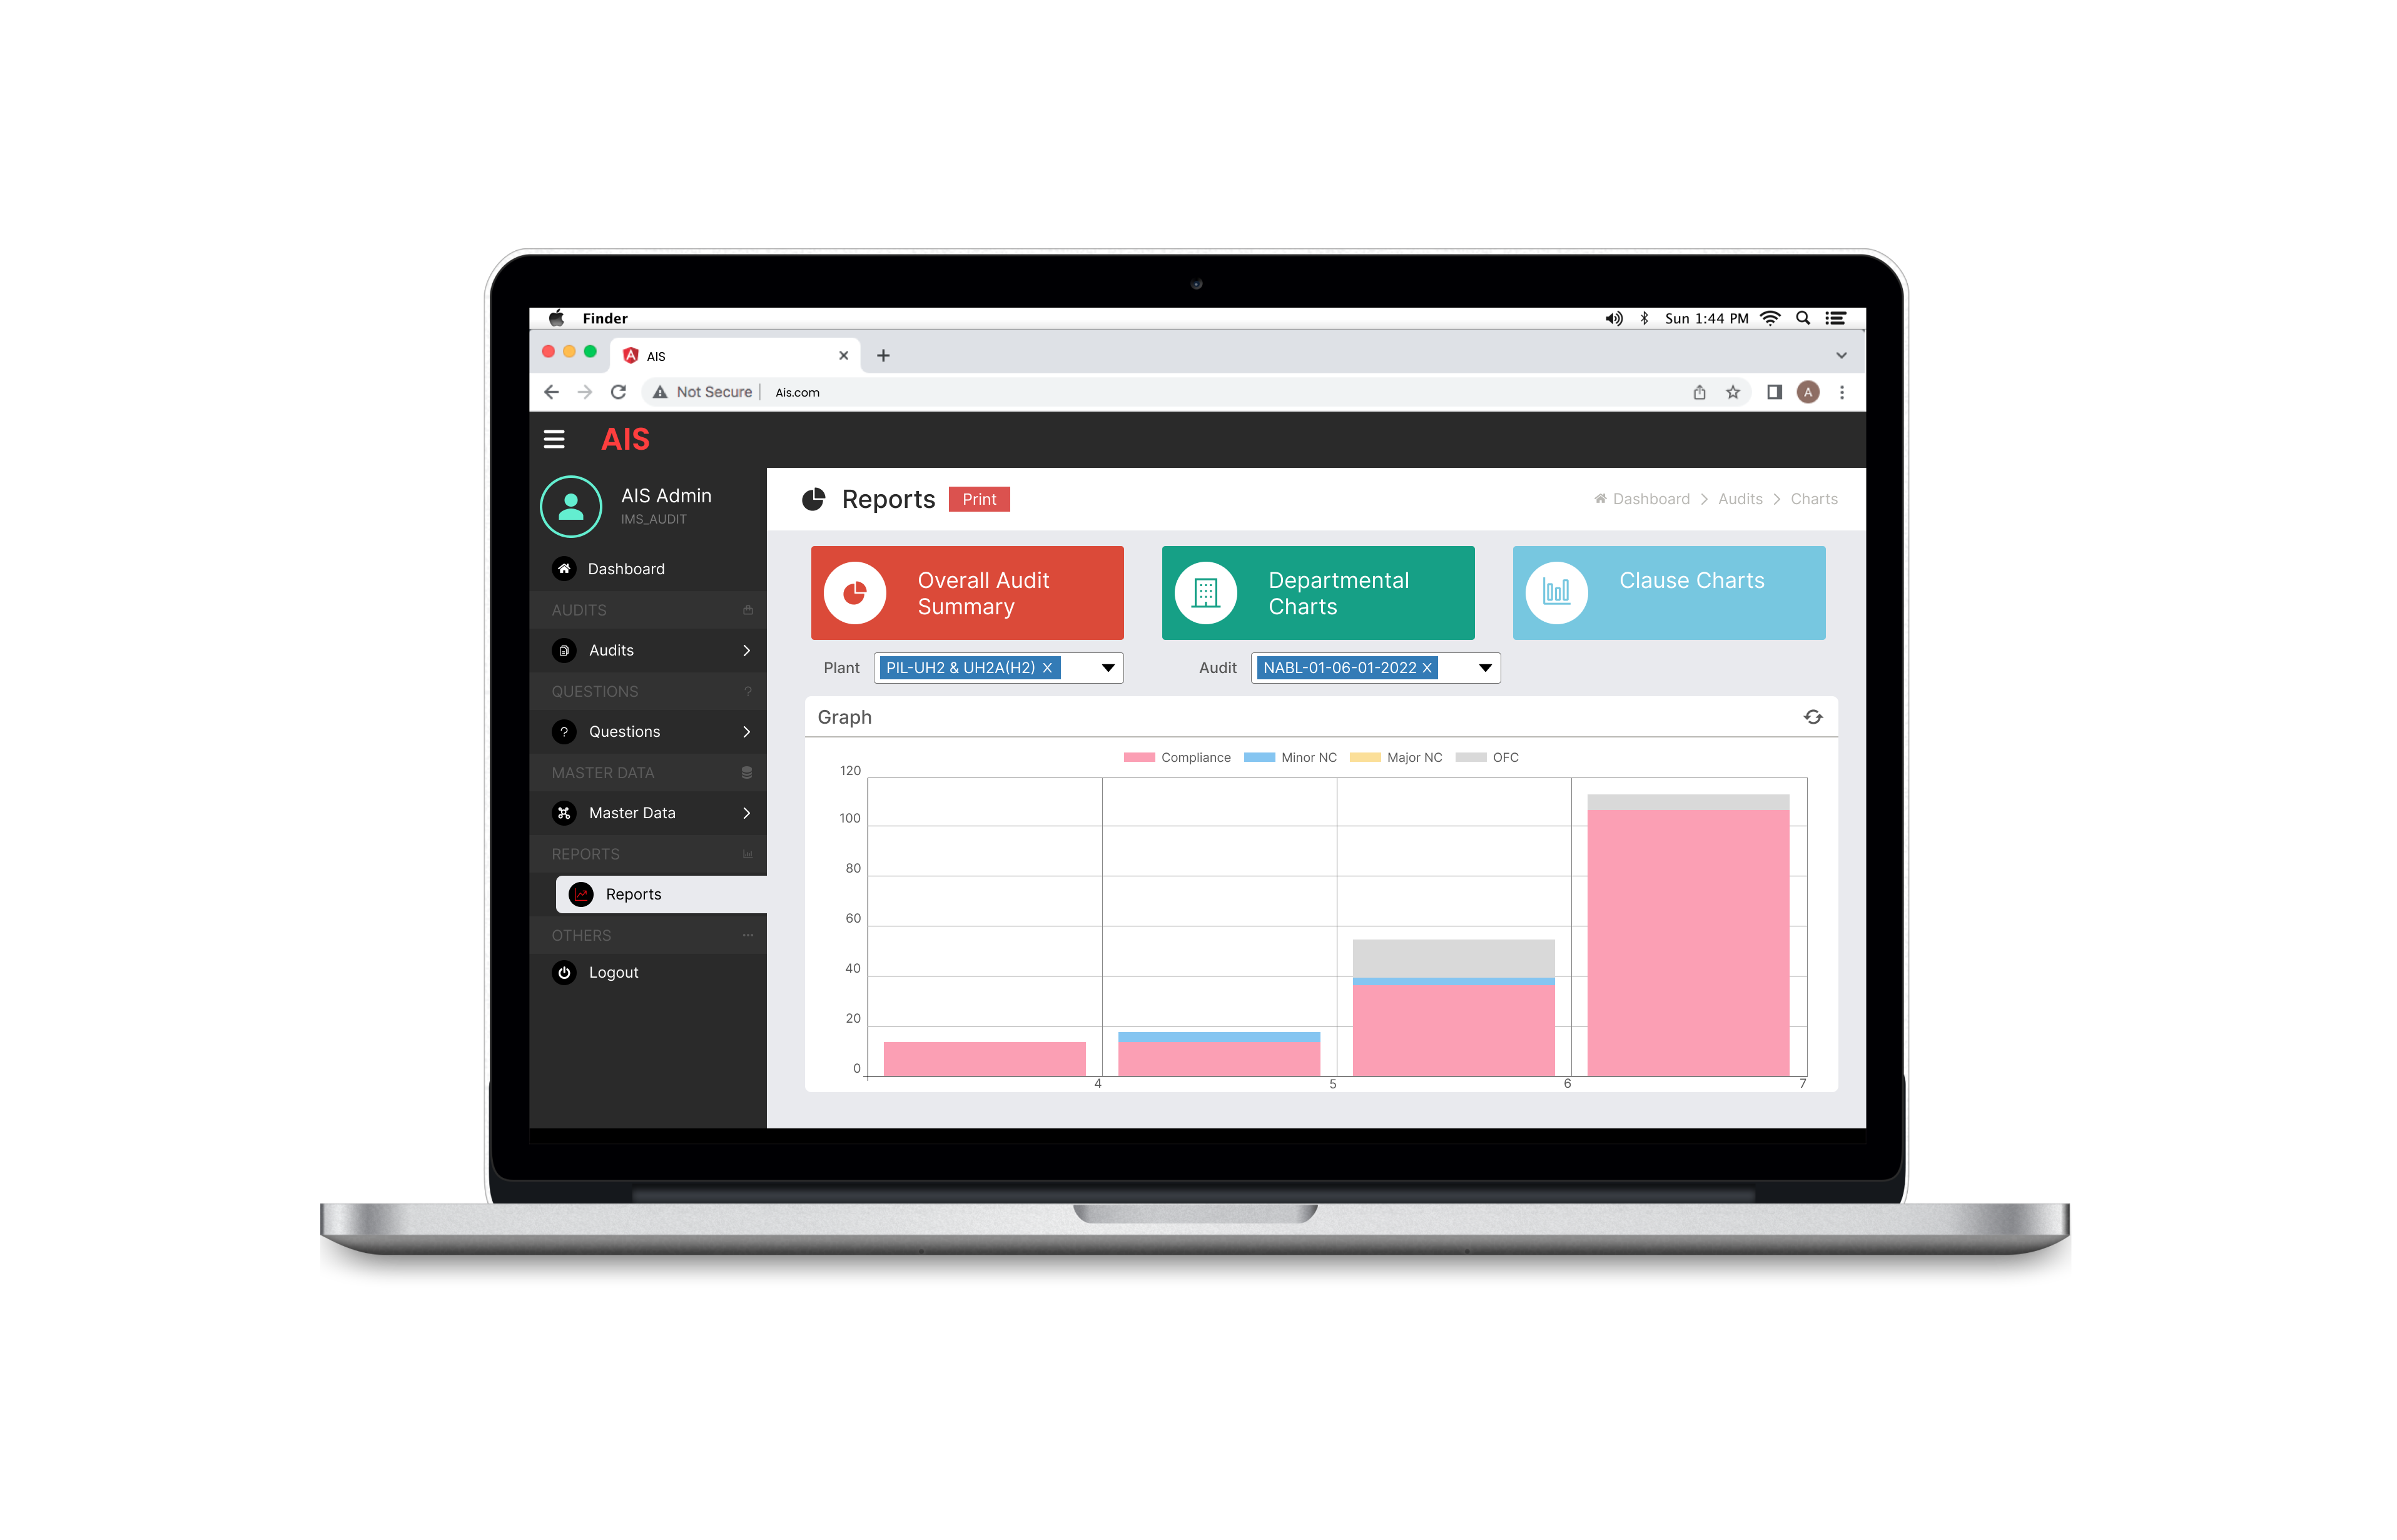 Finder
Sun 1:44 PM
AIS
Not Secure | Ais.com
A
AIS
AIS Admin
IMS_AUDIT
Dashboard
AUDITS
Audits
QUESTIONS
?
? Questions
MASTER DATA
Master Data
REPORTS
Reports
OTHERS
Logout
Reports Print
Dashboard > Audits > Charts
Overall Audit
Summary
Departmental
Charts
Clause Charts
Plant PIL-UH2 & UH2A(H2) ×
Audit NABL-01-06-01-2022 ×
Graph
Compliance Minor NC Major NC OFC
120
100
80
60
40
20
0
4 5 6 7